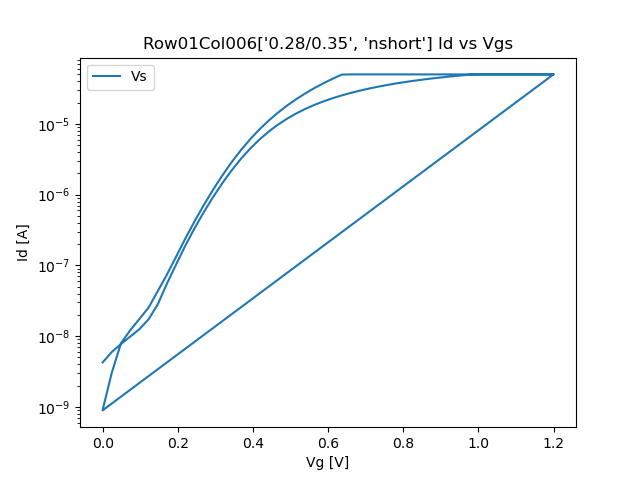 Row01Col006['0.28/0.35', 'nshort'] Id vs Vgs
Vs
10⁻⁵
10⁻⁶
10⁻⁷
10⁻⁸
10⁻⁹
Id [A]
0.0 0.2 0.4 0.6 0.8 1.0 1.2
Vg [V]